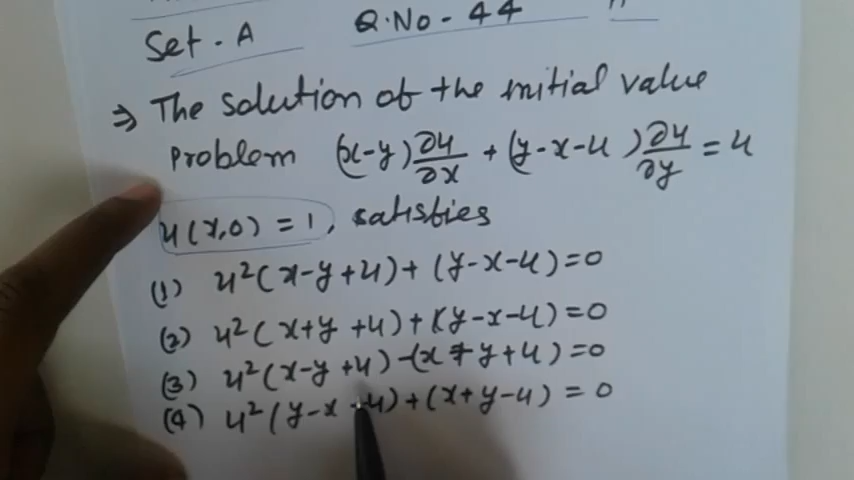 Set - A Q.No - 44
⇒ The solution of the initial value
problem (x-y)∂u/∂x + (y-x-u)∂u/∂y = u
u(x,0) = 1, satisfies
(1) u²(x-y+u)+(y-x-u)=0
(2) u²(x+y+u)+(y-x-u)=0
(3) u²(x-y+u)-(x+y+u)=0
(4) u²(y-x+u)+(x+y-u)=0